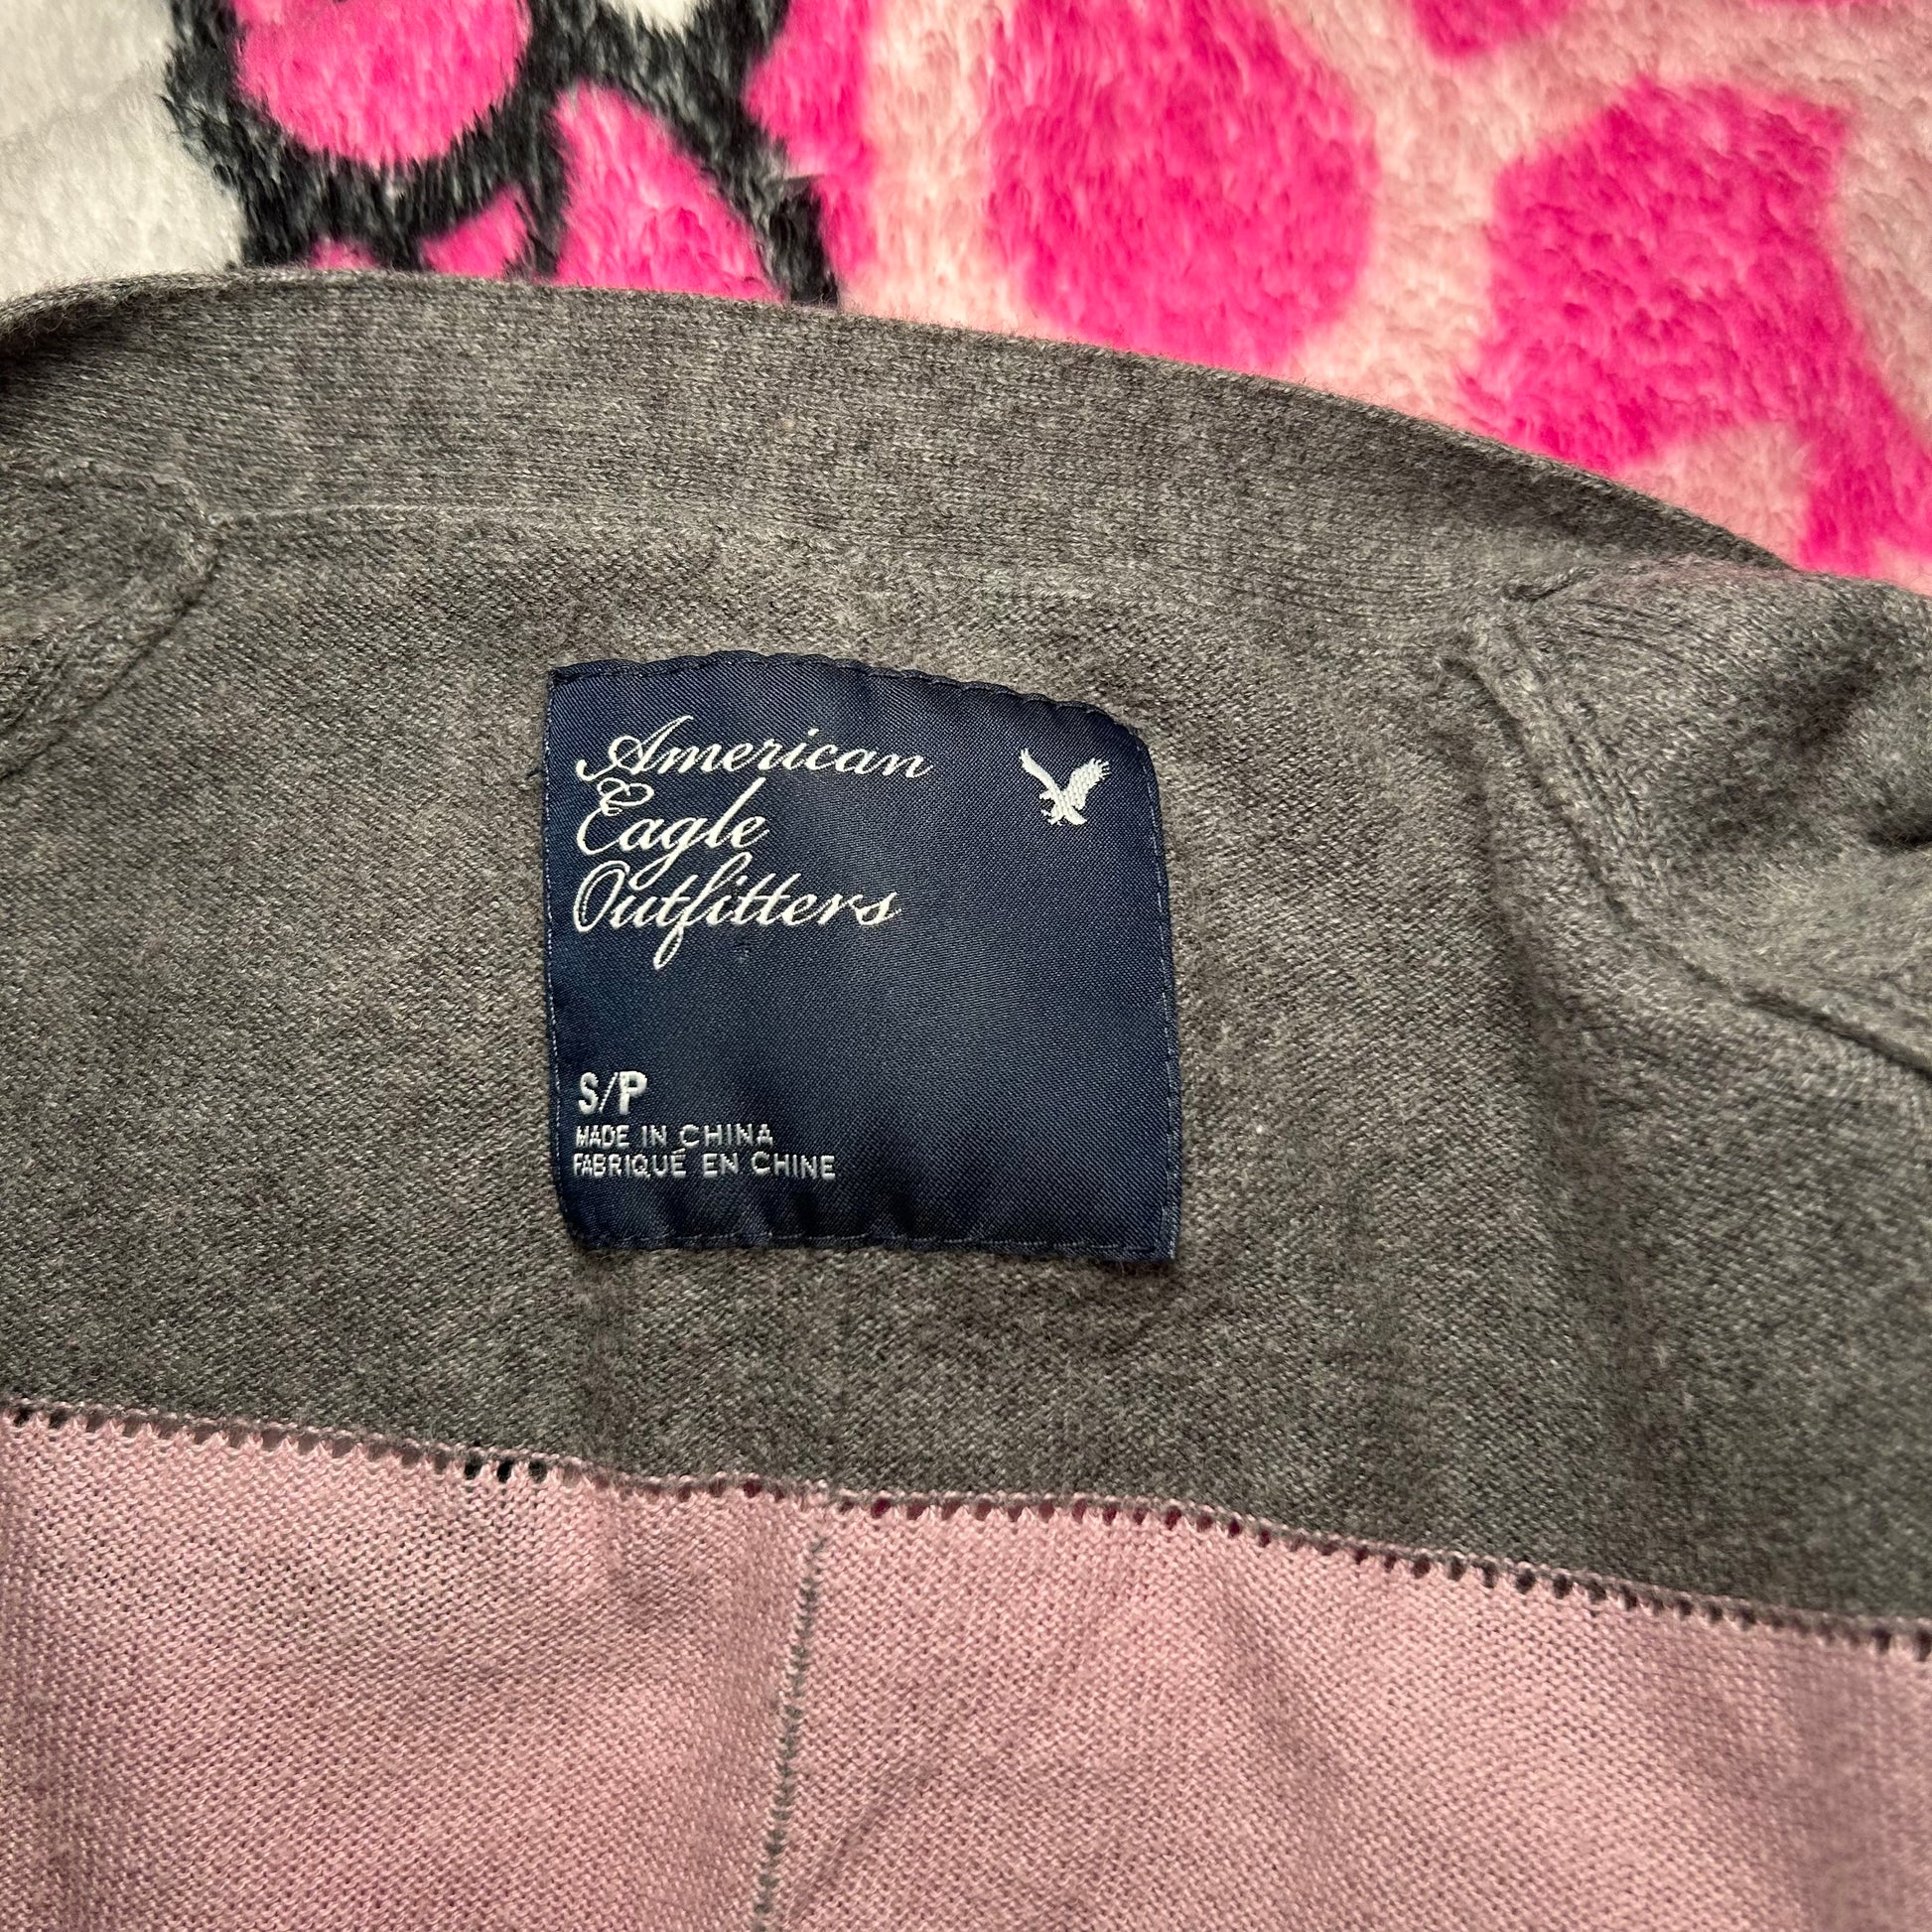 American
Eagle
Outfitters
S/P
MADE IN CHINA
FABRIQUÉ EN CHINE